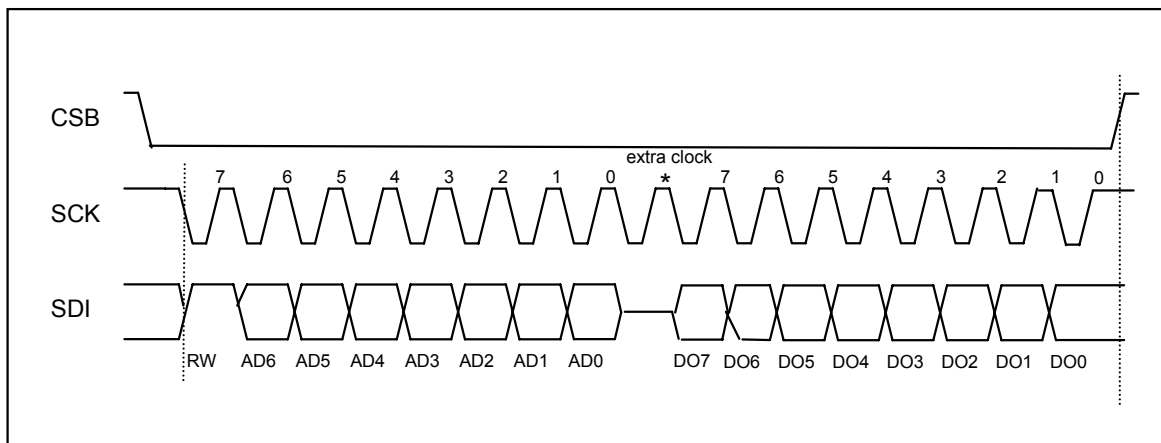 CSB
extra clock
7 6 5 4 3 2 1 0 * 7 6 5 4 3 2 1 0
SCK
SDI
RW AD6 AD5 AD4 AD3 AD2 AD1 AD0 DO7 DO6 DO5 DO4 DO3 DO2 DO1 DO0